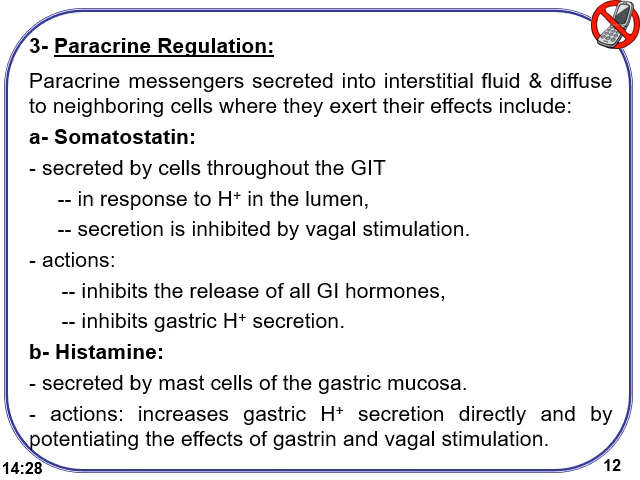 3- Paracrine Regulation:
Paracrine messengers secreted into interstitial fluid & diffuse
to neighboring cells where they exert their effects include:
a- Somatostatin:
- secreted by cells throughout the GIT
-- in response to H⁺ in the lumen,
-- secretion is inhibited by vagal stimulation.
- actions:
-- inhibits the release of all GI hormones,
-- inhibits gastric H⁺ secretion.
b- Histamine:
- secreted by mast cells of the gastric mucosa.
- actions: increases gastric H⁺ secretion directly and by
potentiating the effects of gastrin and vagal stimulation.
14:28
12